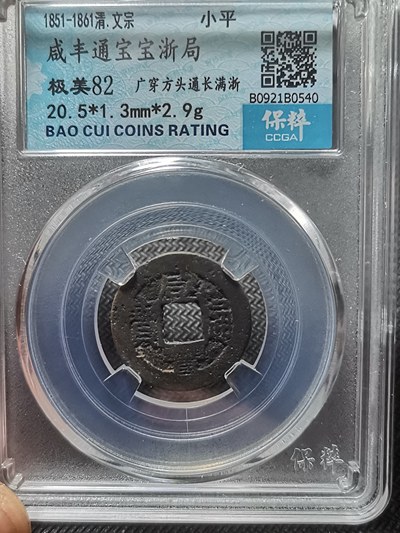 1851-1861清.文宗 小平
咸丰通宝宝浙局
极美82 广穿方头通长满浙
B0921B0540
20.5*1.3mm*2.9g
保粹
BAO CUI COINS RATING
CCGA
保粹